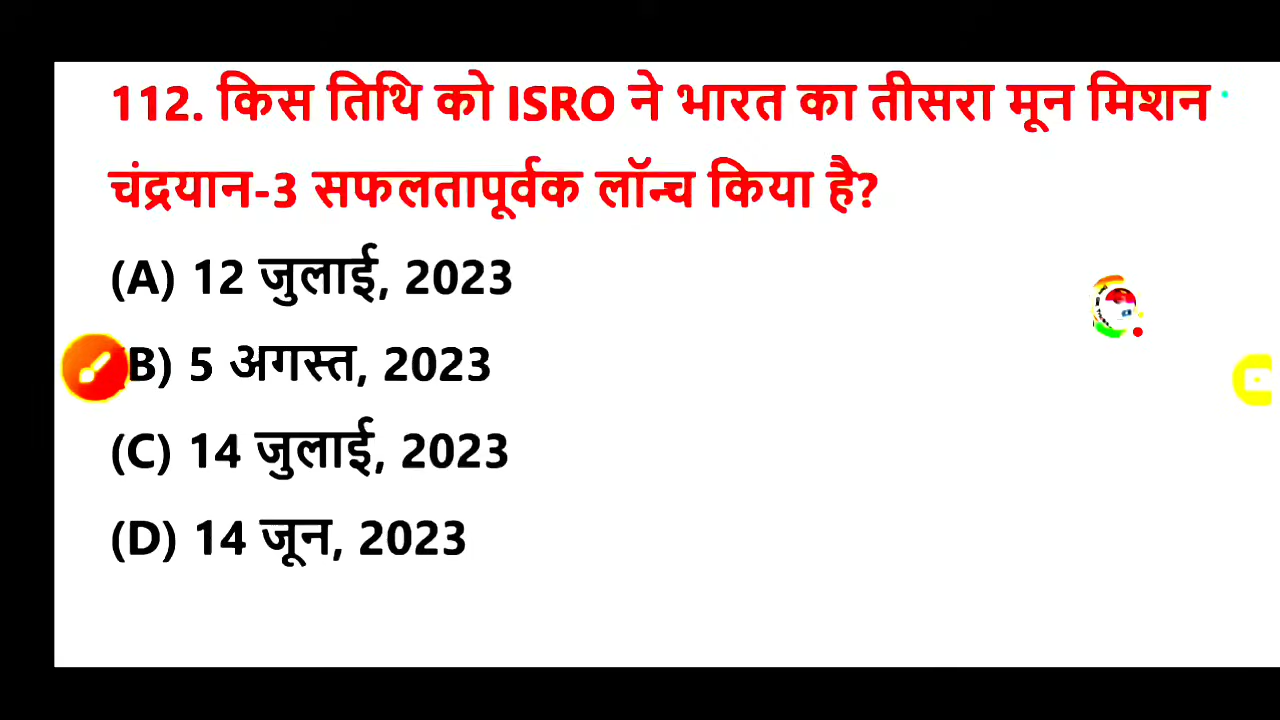 112. किस तिथि को ISRO ने भारत का तीसरा मून मिशन
चंद्रयान-3 सफलतापूर्वक लॉन्च किया है?
(A) 12 जुलाई, 2023
B) 5 अगस्त, 2023
(C) 14 जुलाई, 2023
(D) 14 जून, 2023